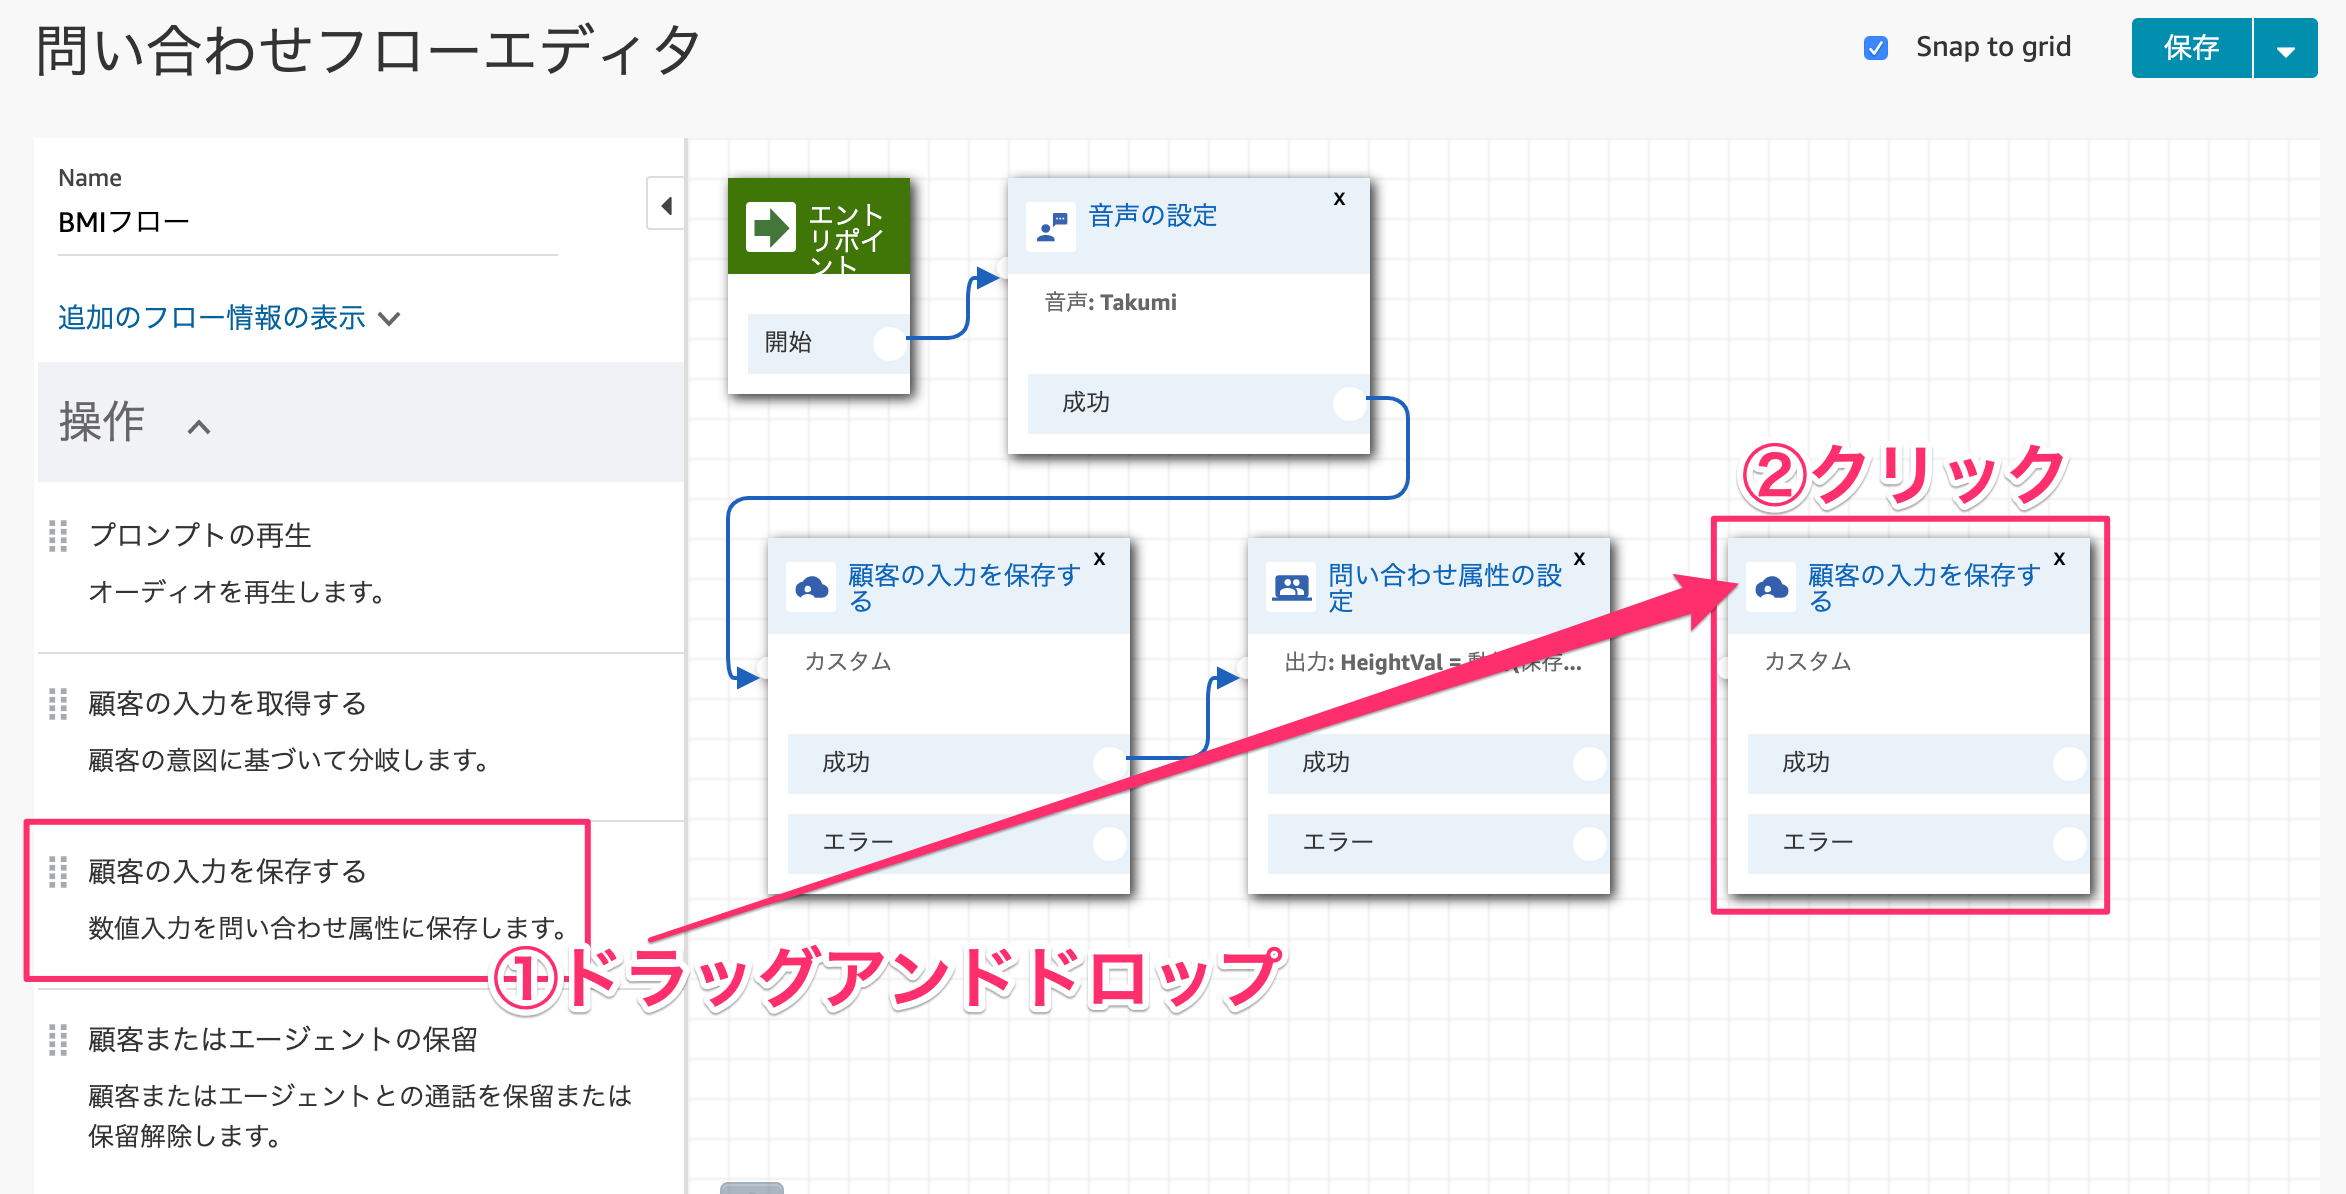 問い合わせフローエディタ
Snap to grid
保存
Name
BMIフロー
追加のフロー情報の表示
操作
プロンプトの再生
オーディオを再生します。
顧客の入力を取得する
顧客の意図に基づいて分岐します。
顧客の入力を保存する
数値入力を問い合わせ属性に保存します。
顧客またはエージェントの保留
顧客またはエージェントとの通話を保留または
保留解除します。
エント
リポイ
ント
開始
音声の設定
x
音声: Takumi
成功
②クリック
顧客の入力を保存す
る
x
カスタム
成功
エラー
問い合わせ属性の設
定
x
出力: HeightVal = 動 (保存...
成功
エラー
顧客の入力を保存す
る
x
カスタム
成功
エラー
①ドラッグアンドドロップ